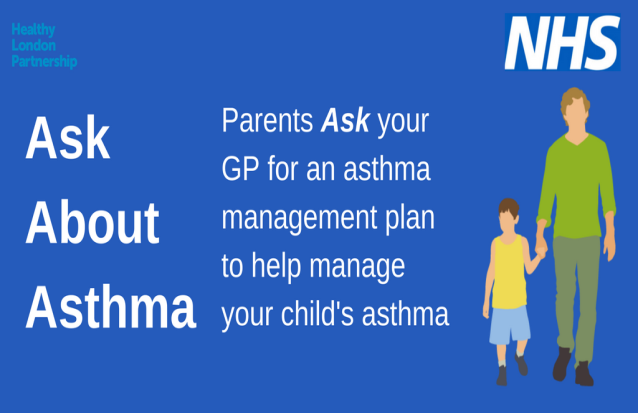 Healthy
London
Partnership
NHS
Ask
About
Asthma
Parents Ask your
GP for an asthma
management plan
to help manage
your child's asthma